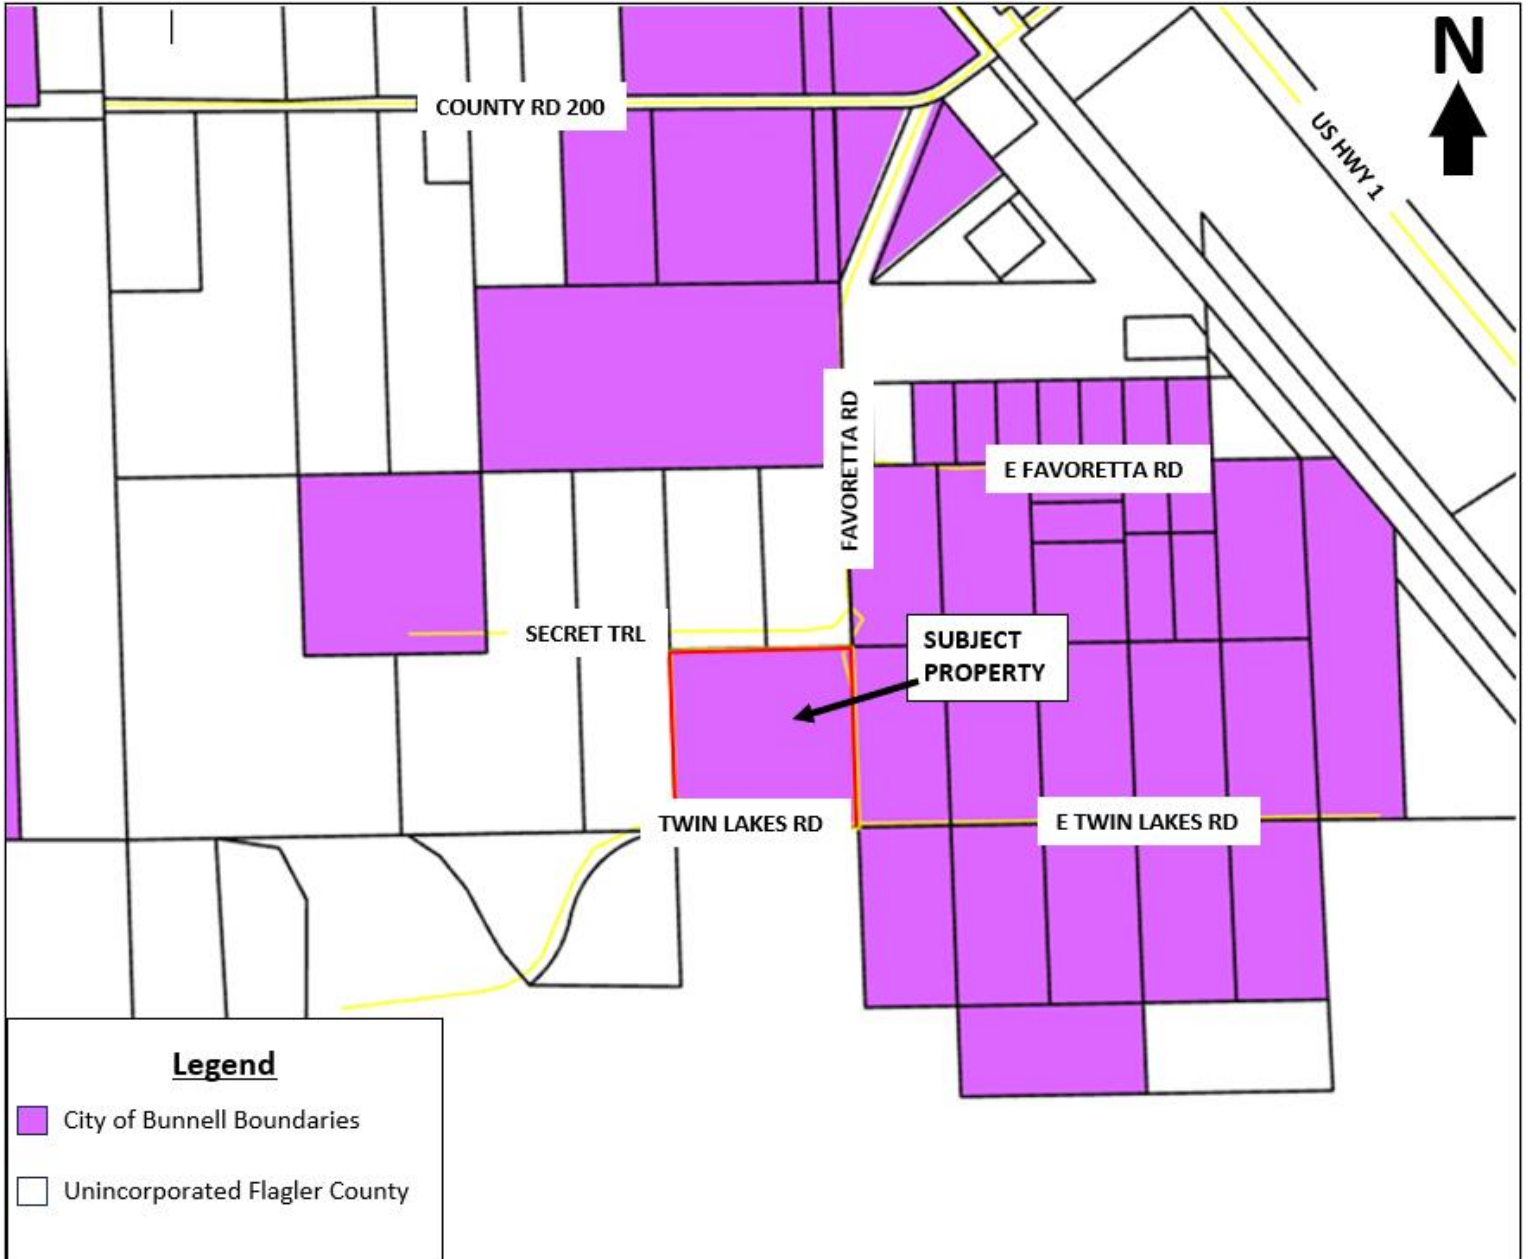 N
COUNTY RD 200
US HWY 1
FAVORETTA RD
E FAVORETTA RD
SECRET TRL
SUBJECT
PROPERTY
TWIN LAKES RD
E TWIN LAKES RD
Legend
City of Bunnell Boundaries
Unincorporated Flagler County